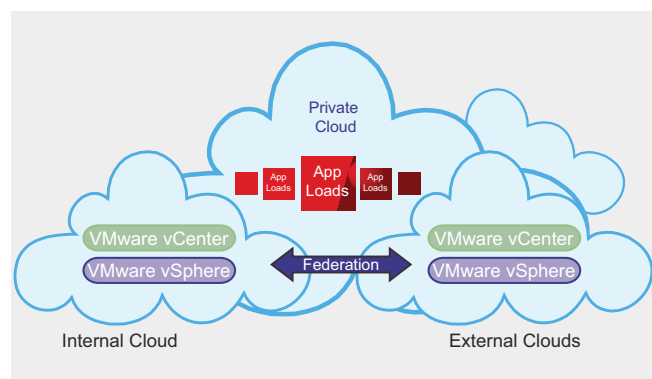 Private
Cloud
App
Loads
App
Loads
App
Loads
VMware vCenter
VMware vSphere
Federation
VMware vCenter
VMware vSphere
Internal Cloud
External Clouds